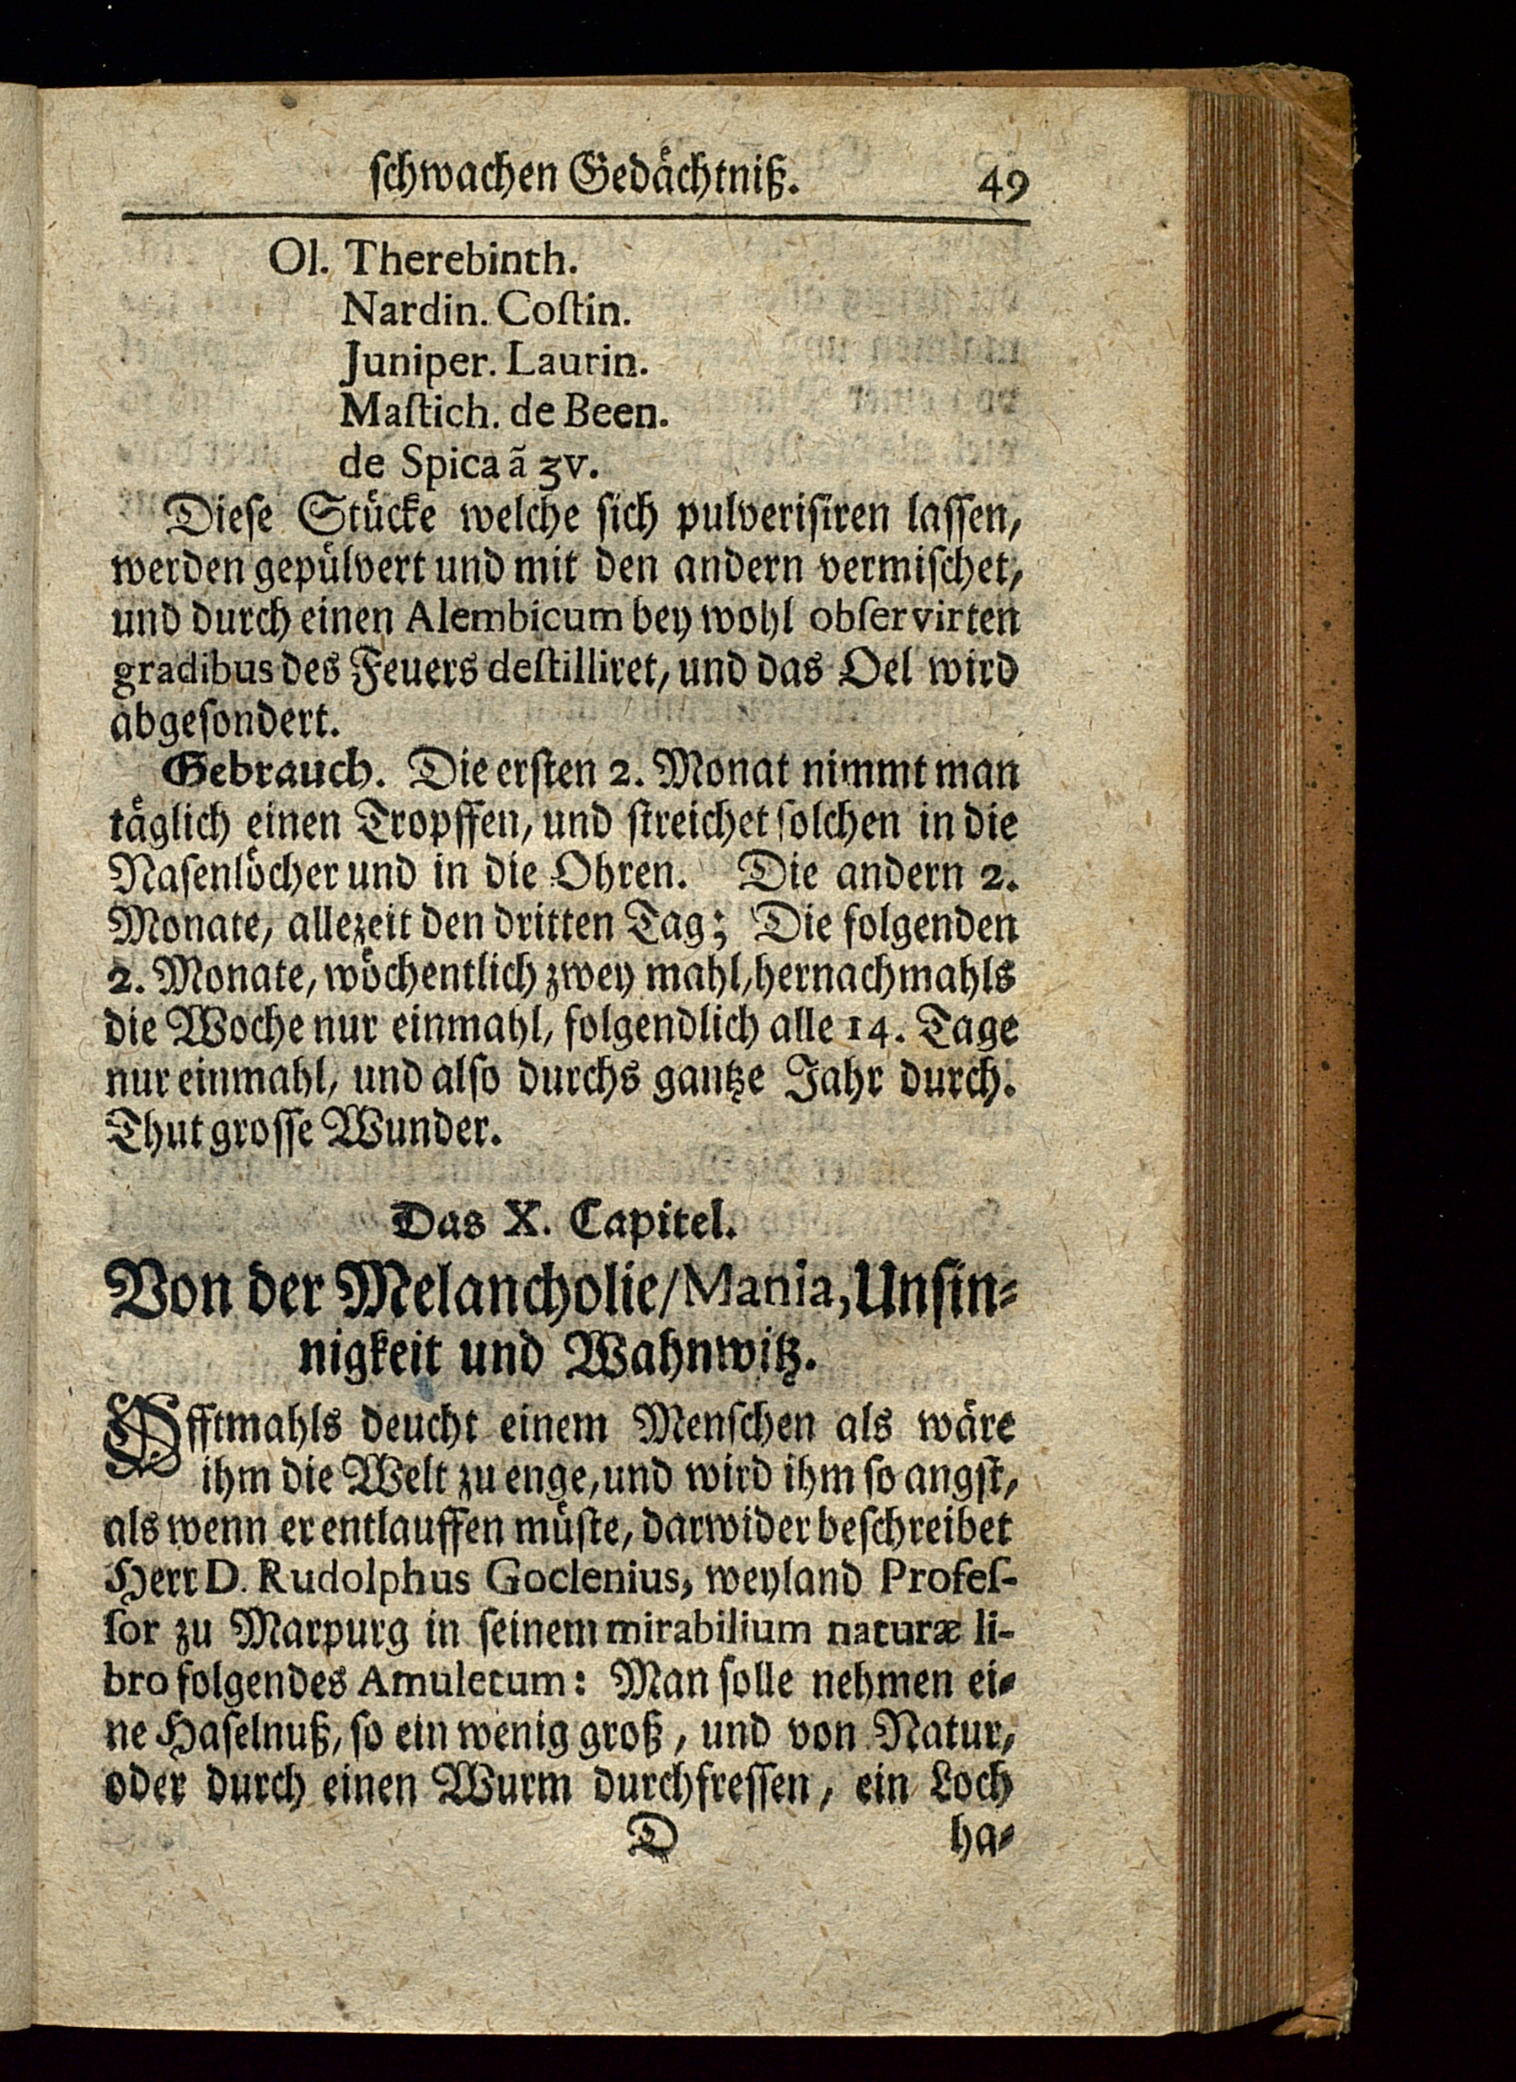 ſchwachen Gedächtniß. 49
Ol. Therebinth.
Nardin. Coſtin.
Juniper. Laurin.
Maſtich. de Been.
de Spica ã ʒv.
Dieſe Stücke welche ſich pulveriſiren laſſen,
werden gepülvert und mit den andern vermiſchet,
und durch einen Alembicum bey wohl obſervirten
gradibus des Feuers deſtilliret, und das Oel wird
abgeſondert.
Gebrauch. Die erſten 2. Monat nimmt man
täglich einen Tropffen, und ſtreichet ſolchen in die
Naſenlöcher und in die Ohren. Die andern 2.
Monate, allezeit den dritten Tag; Die folgenden
2. Monate, wöchentlich zwey mahl, hernachmahls
die Woche nur einmahl, folgendlich alle 14. Tage
nur einmahl, und alſo durchs gantze Jahr durch.
Thut groſſe Wunder.
Das X. Capitel.
Von der Melancholie/ Mania, Unſin-
nigkeit und Wahnwitz.
Offtmahls deucht einem Menſchen als wäre
ihm die Welt zu enge, und wird ihm ſo angſt,
als wenn er entlauffen müſte, darwider beſchreibet
Herr D. Rudolphus Goclenius, weyland Profeſ-
ſor zu Marpurg in ſeinem mirabilium naturæ li-
bro folgendes Amuletum: Man ſolle nehmen ei-
ne Haſelnuß, ſo ein wenig groß, und von Natur,
oder durch einen Wurm durchfreſſen, ein Loch
D ha-